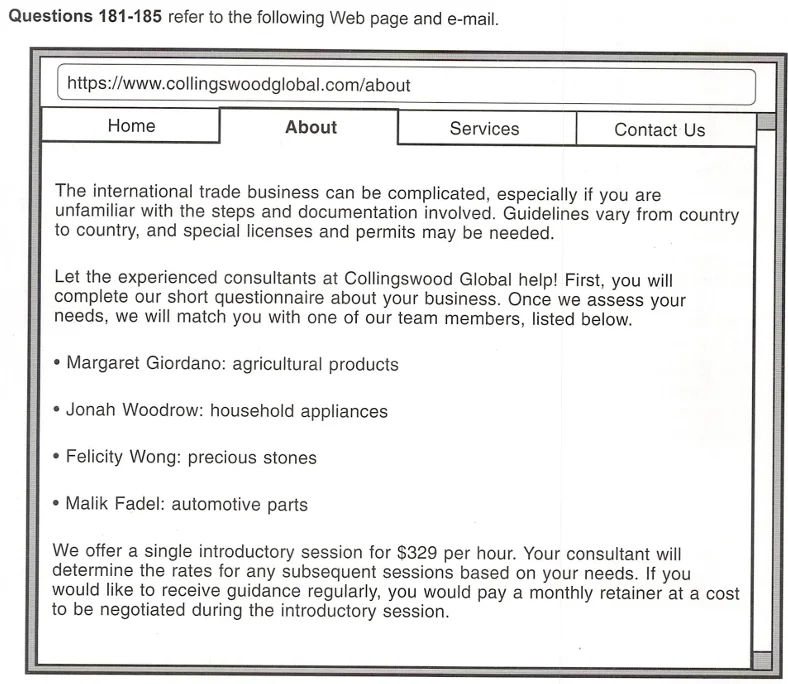 Questions 181-185 refer to the following Web page and e-mail.
https://www.collingswoodglobal.com/about
Home About Services Contact Us
The international trade business can be complicated, especially if you are
unfamiliar with the steps and documentation involved. Guidelines vary from country
to country, and special licenses and permits may be needed.
Let the experienced consultants at Collingswood Global help! First, you will
complete our short questionnaire about your business. Once we assess your
needs, we will match you with one of our team members, listed below.
• Margaret Giordano: agricultural products
• Jonah Woodrow: household appliances
• Felicity Wong: precious stones
• Malik Fadel: automotive parts
We offer a single introductory session for $329 per hour. Your consultant will
determine the rates for any subsequent sessions based on your needs. If you
would like to receive guidance regularly, you would pay a monthly retainer at a cost
to be negotiated during the introductory session.